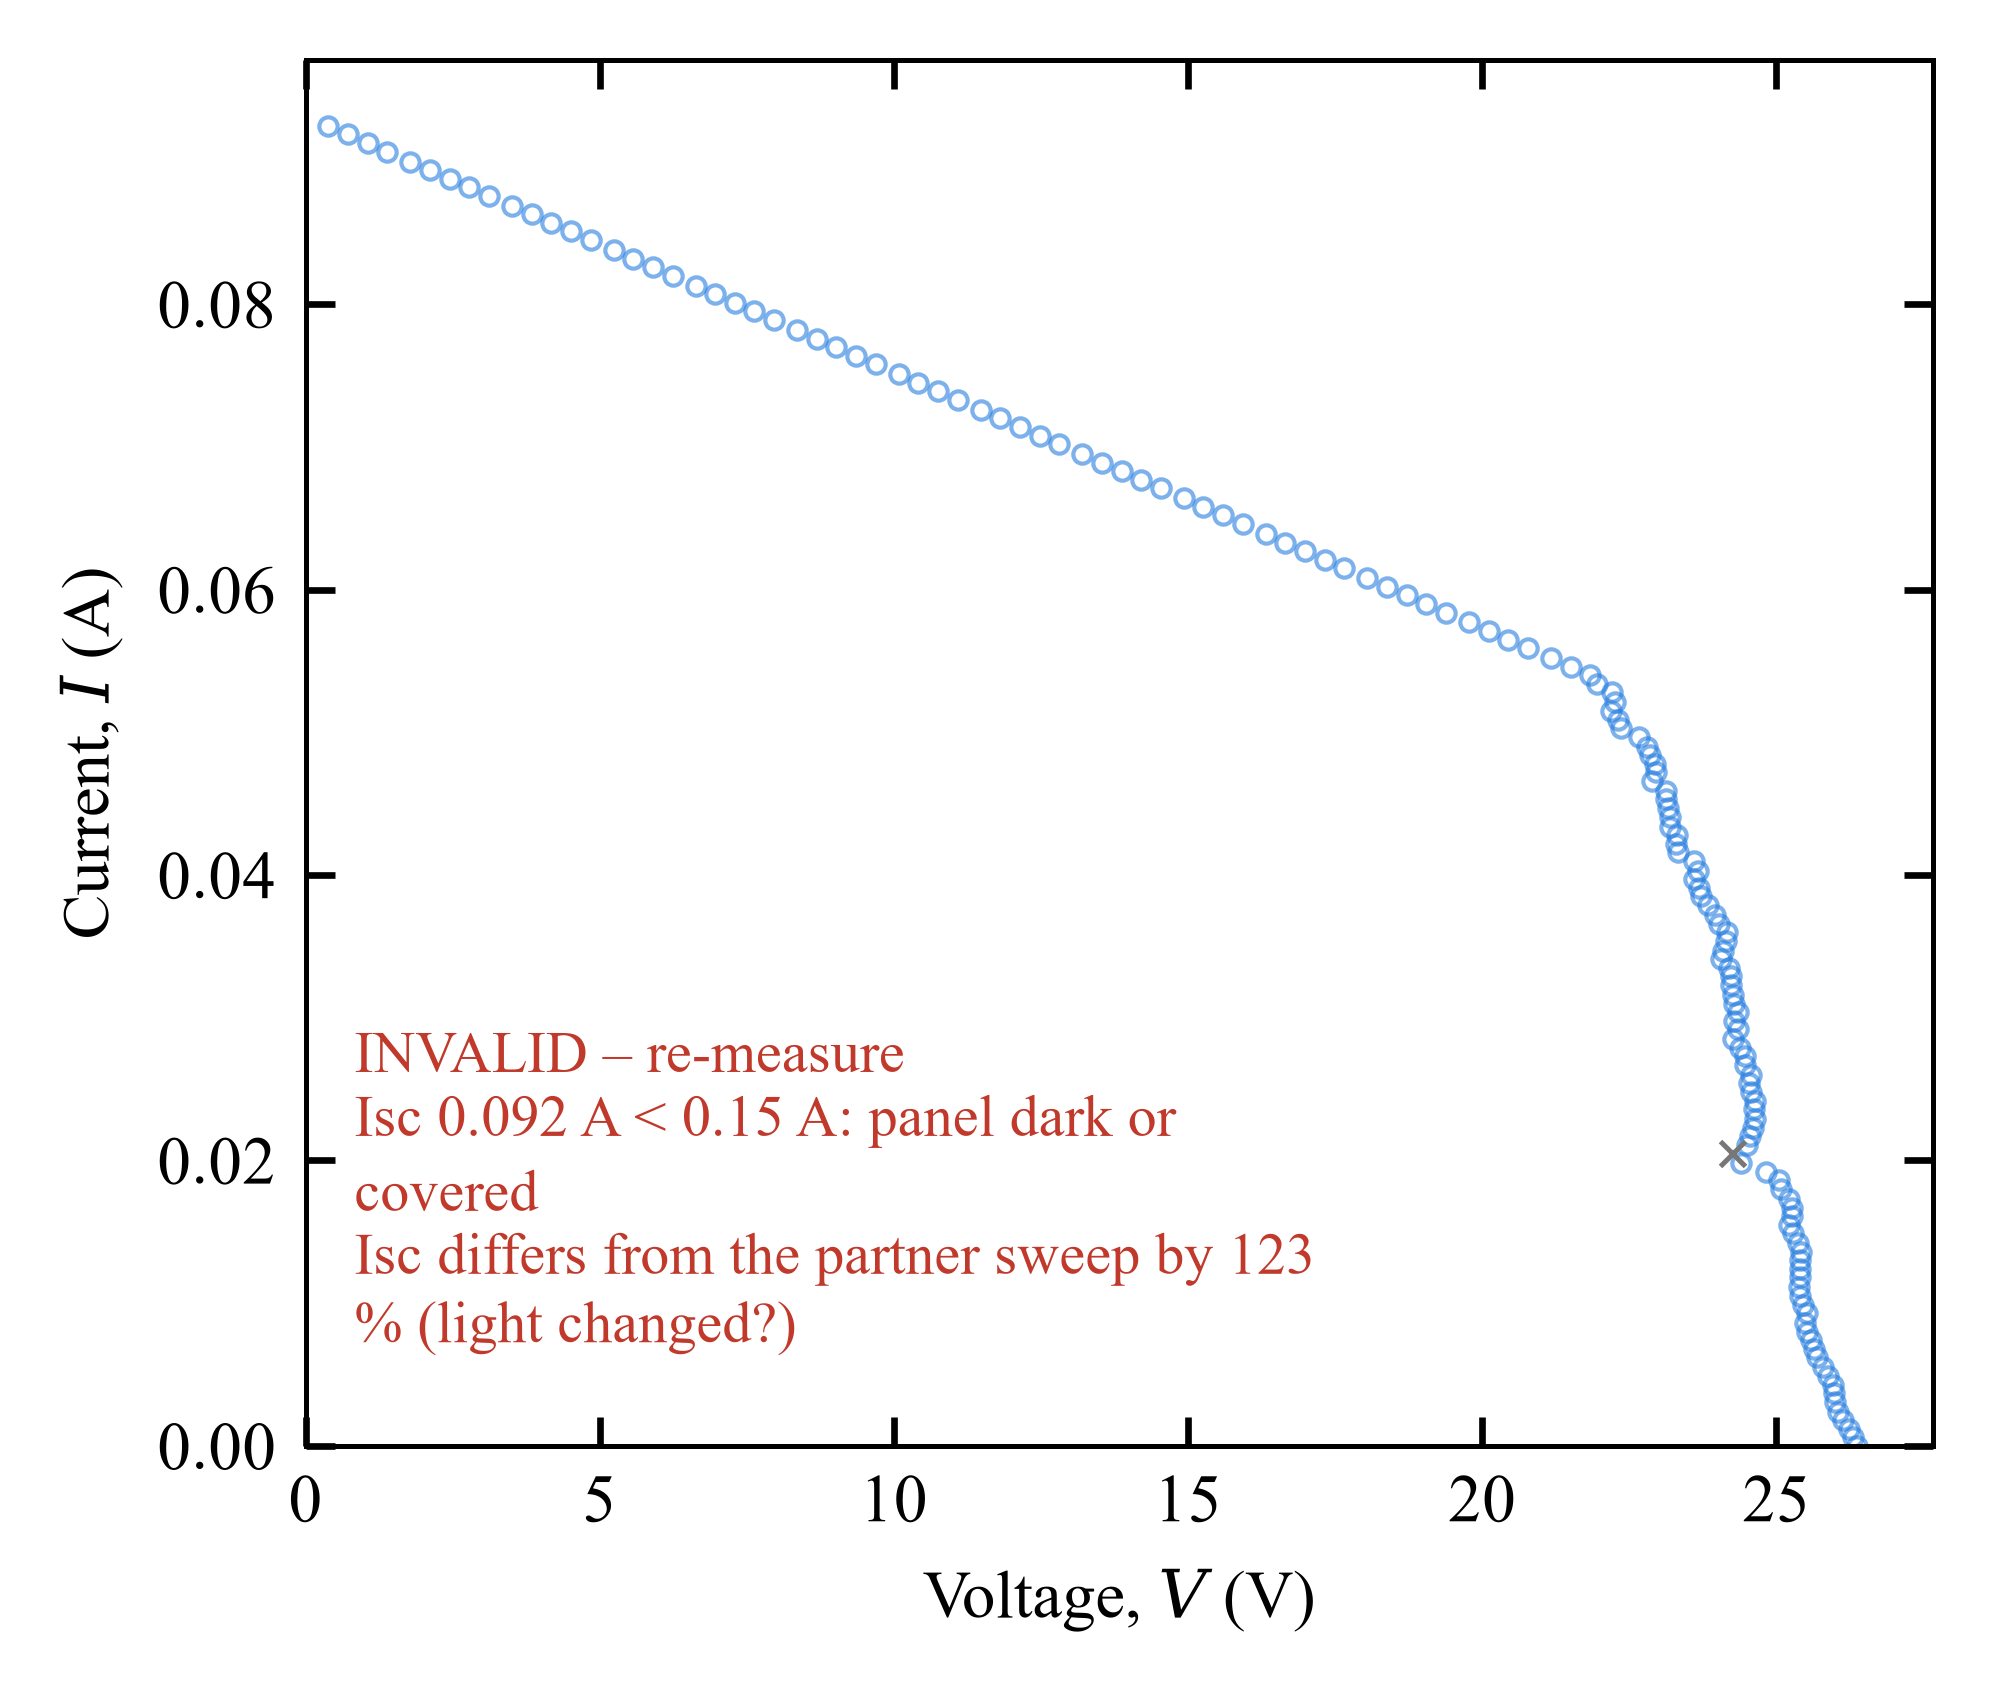 0.08
0.06
0.04
0.02
0.00
Current, I (A)
INVALID – re-measure
Isc 0.092 A < 0.15 A: panel dark or
covered
Isc differs from the partner sweep by 123
% (light changed?)
0 5 10 15 20 25
Voltage, V (V)